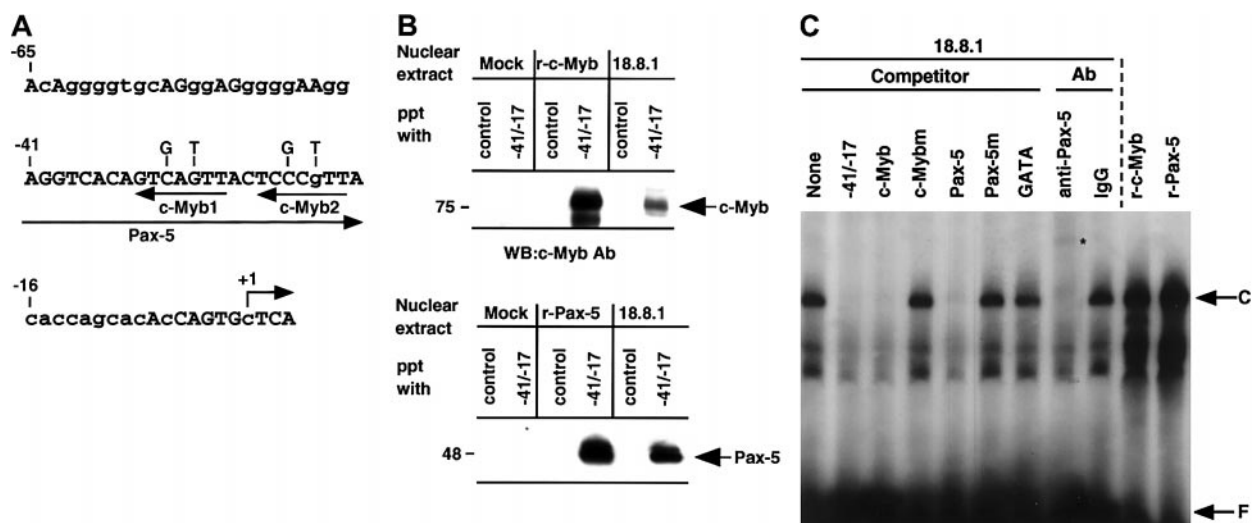 A
-65
AcAggggtgcAGggAGggggAAgg
-41
G T G T
AGGTCACAGTCAGTTACTCCCgTTA
c-Myb1 c-Myb2
Pax-5
-16
+1
caccagcacAcCAGTGcTCA
B
Nuclear extract
Mock r-c-Myb 18.8.1
ppt with
control -41/-17 control -41/-17 control -41/-17
75
c-Myb
WB:c-Myb Ab
Nuclear extract
Mock r-Pax-5 18.8.1
ppt with
control -41/-17 control -41/-17 control -41/-17
48
Pax-5
C
18.8.1
Competitor Ab
None -41/-17 c-Myb c-Mybm Pax-5 Pax-5m GATA anti-Pax-5 IgG r-c-Myb r-Pax-5
*
C
F